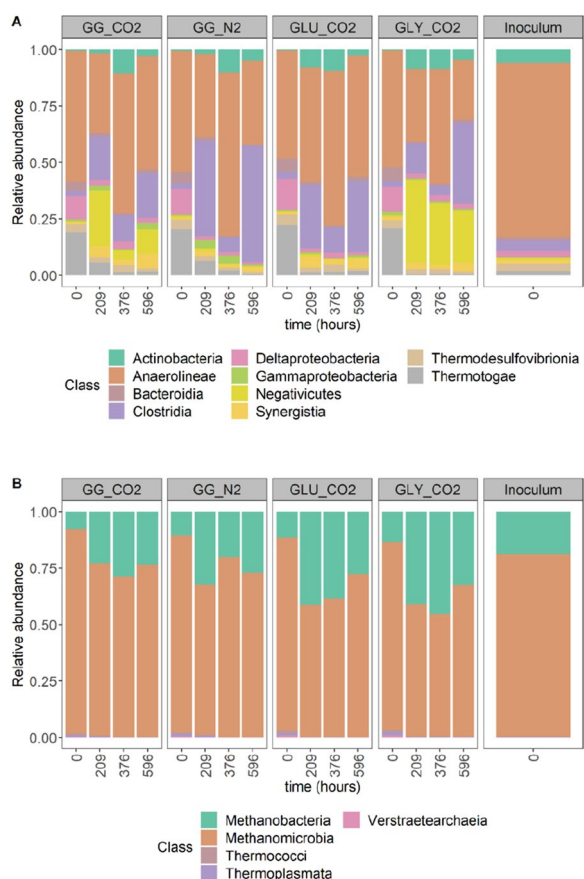 A
GG_CO2 GG_N2 GLU_CO2 GLY_CO2 Inoculum
Relative abundance
1.00
0.75
0.50
0.25
0.00
0 209 376 596 0 209 376 596 0 209 376 596 0 209 376 596 0
time (hours)
Class
Actinobacteria Deltaproteobacteria Thermodesulfovibrionia
Anaerolineae Gammaproteobacteria Thermotogae
Bacteroidia Negativicutes
Clostridia Synergistia
B
GG_CO2 GG_N2 GLU_CO2 GLY_CO2 Inoculum
Relative abundance
1.00
0.75
0.50
0.25
0.00
0 209 376 596 0 209 376 596 0 209 376 596 0 209 376 596 0
time (hours)
Class
Methanobacteria Verstraetearchaeia
Methanomicrobia
Thermococci
Thermoplasmata